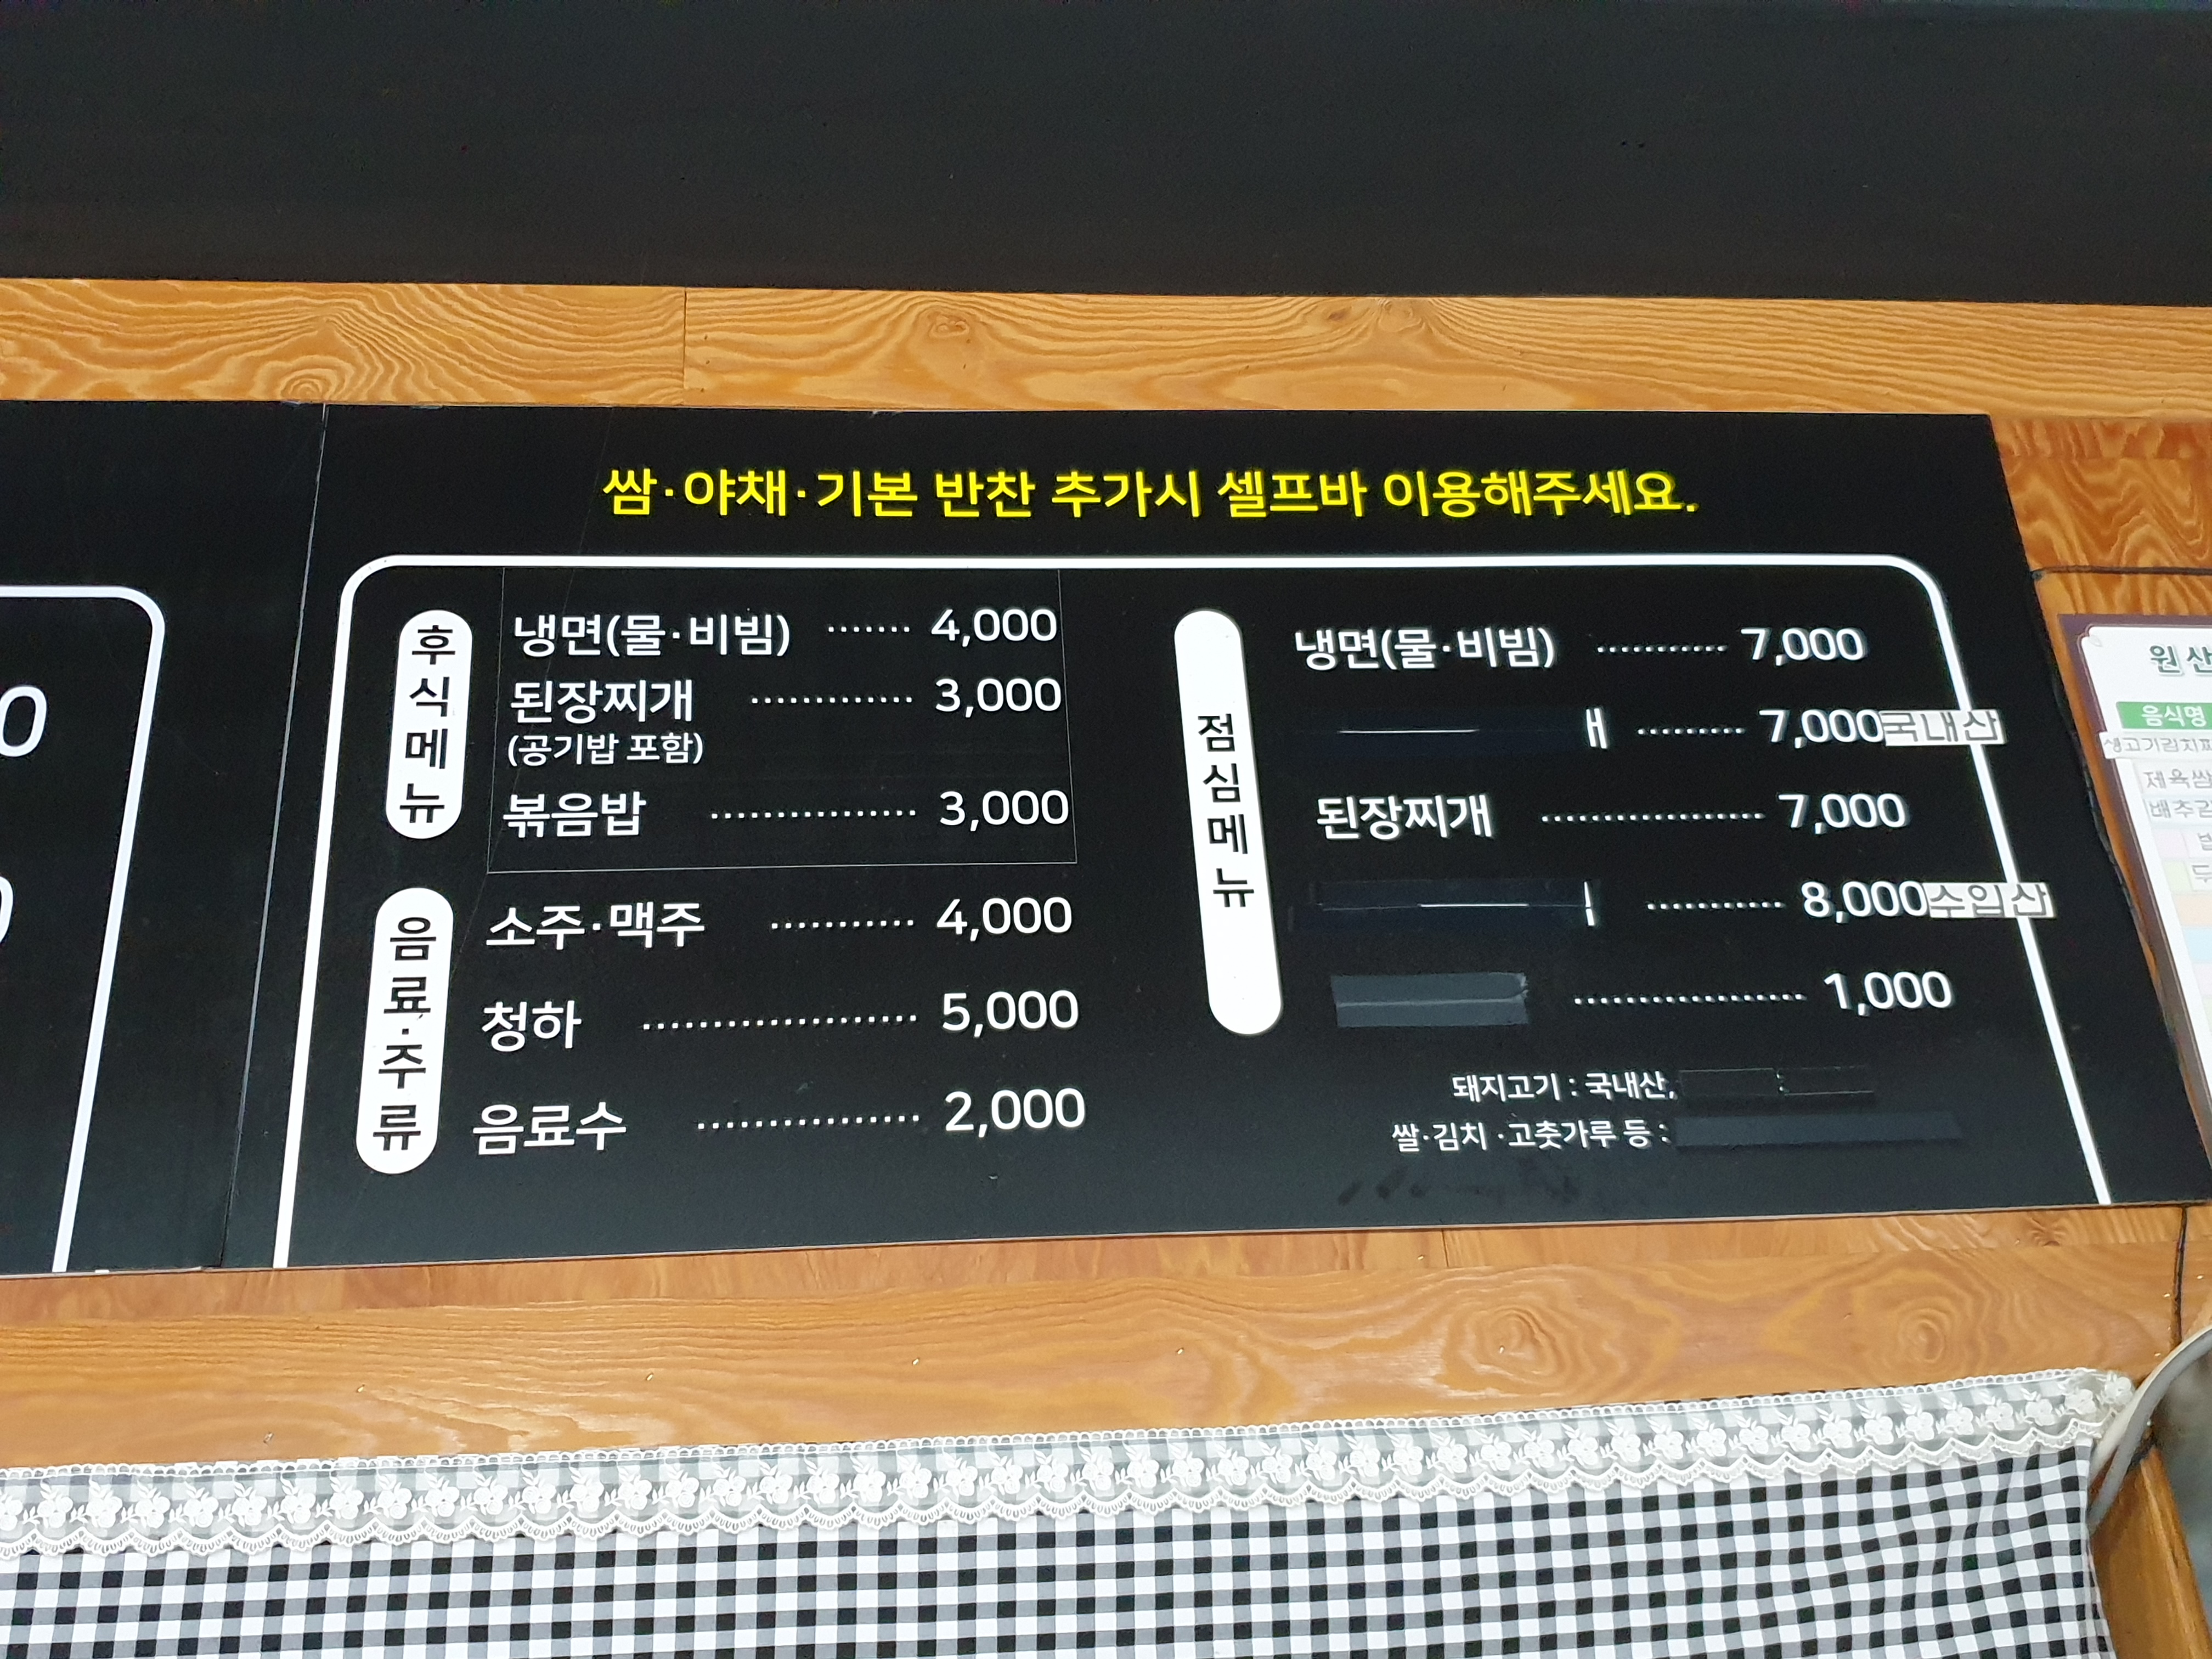 쌈·야채·기본 반찬 추가시 셀프바 이용해주세요.
후식메뉴
냉면(물·비빔) ······· 4,000
된장찌개 ············ 3,000
(공기밥 포함)
볶음밥 ··············· 3,000
음료·주류
소주·맥주 ·········· 4,000
청하 ··················· 5,000
음료수 ················ 2,000
점심메뉴
냉면(물·비빔) ··········· 7,000
········· 7,000국내산
된장찌개 ·················· 7,000
··········· 8,000수입산
·················· 1,000
돼지고기 : 국내산,
쌀·김치 ·고춧가루 등 :
음식명